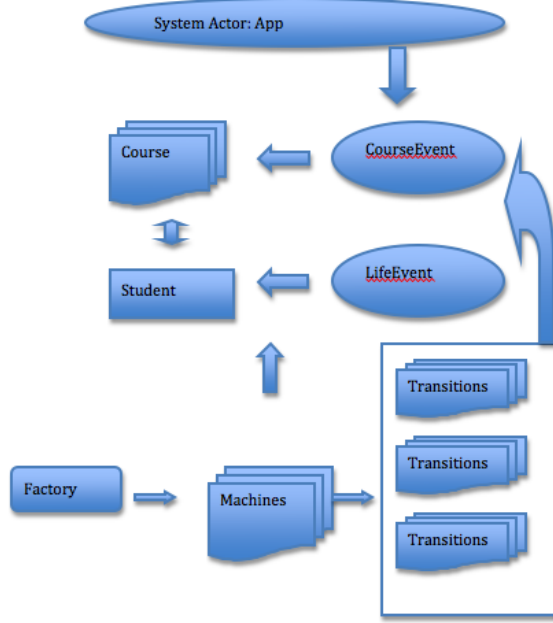 System Actor: App
Course
CourseEvent
Student
LifeEvent
Transitions
Transitions
Factory
Machines
Transitions